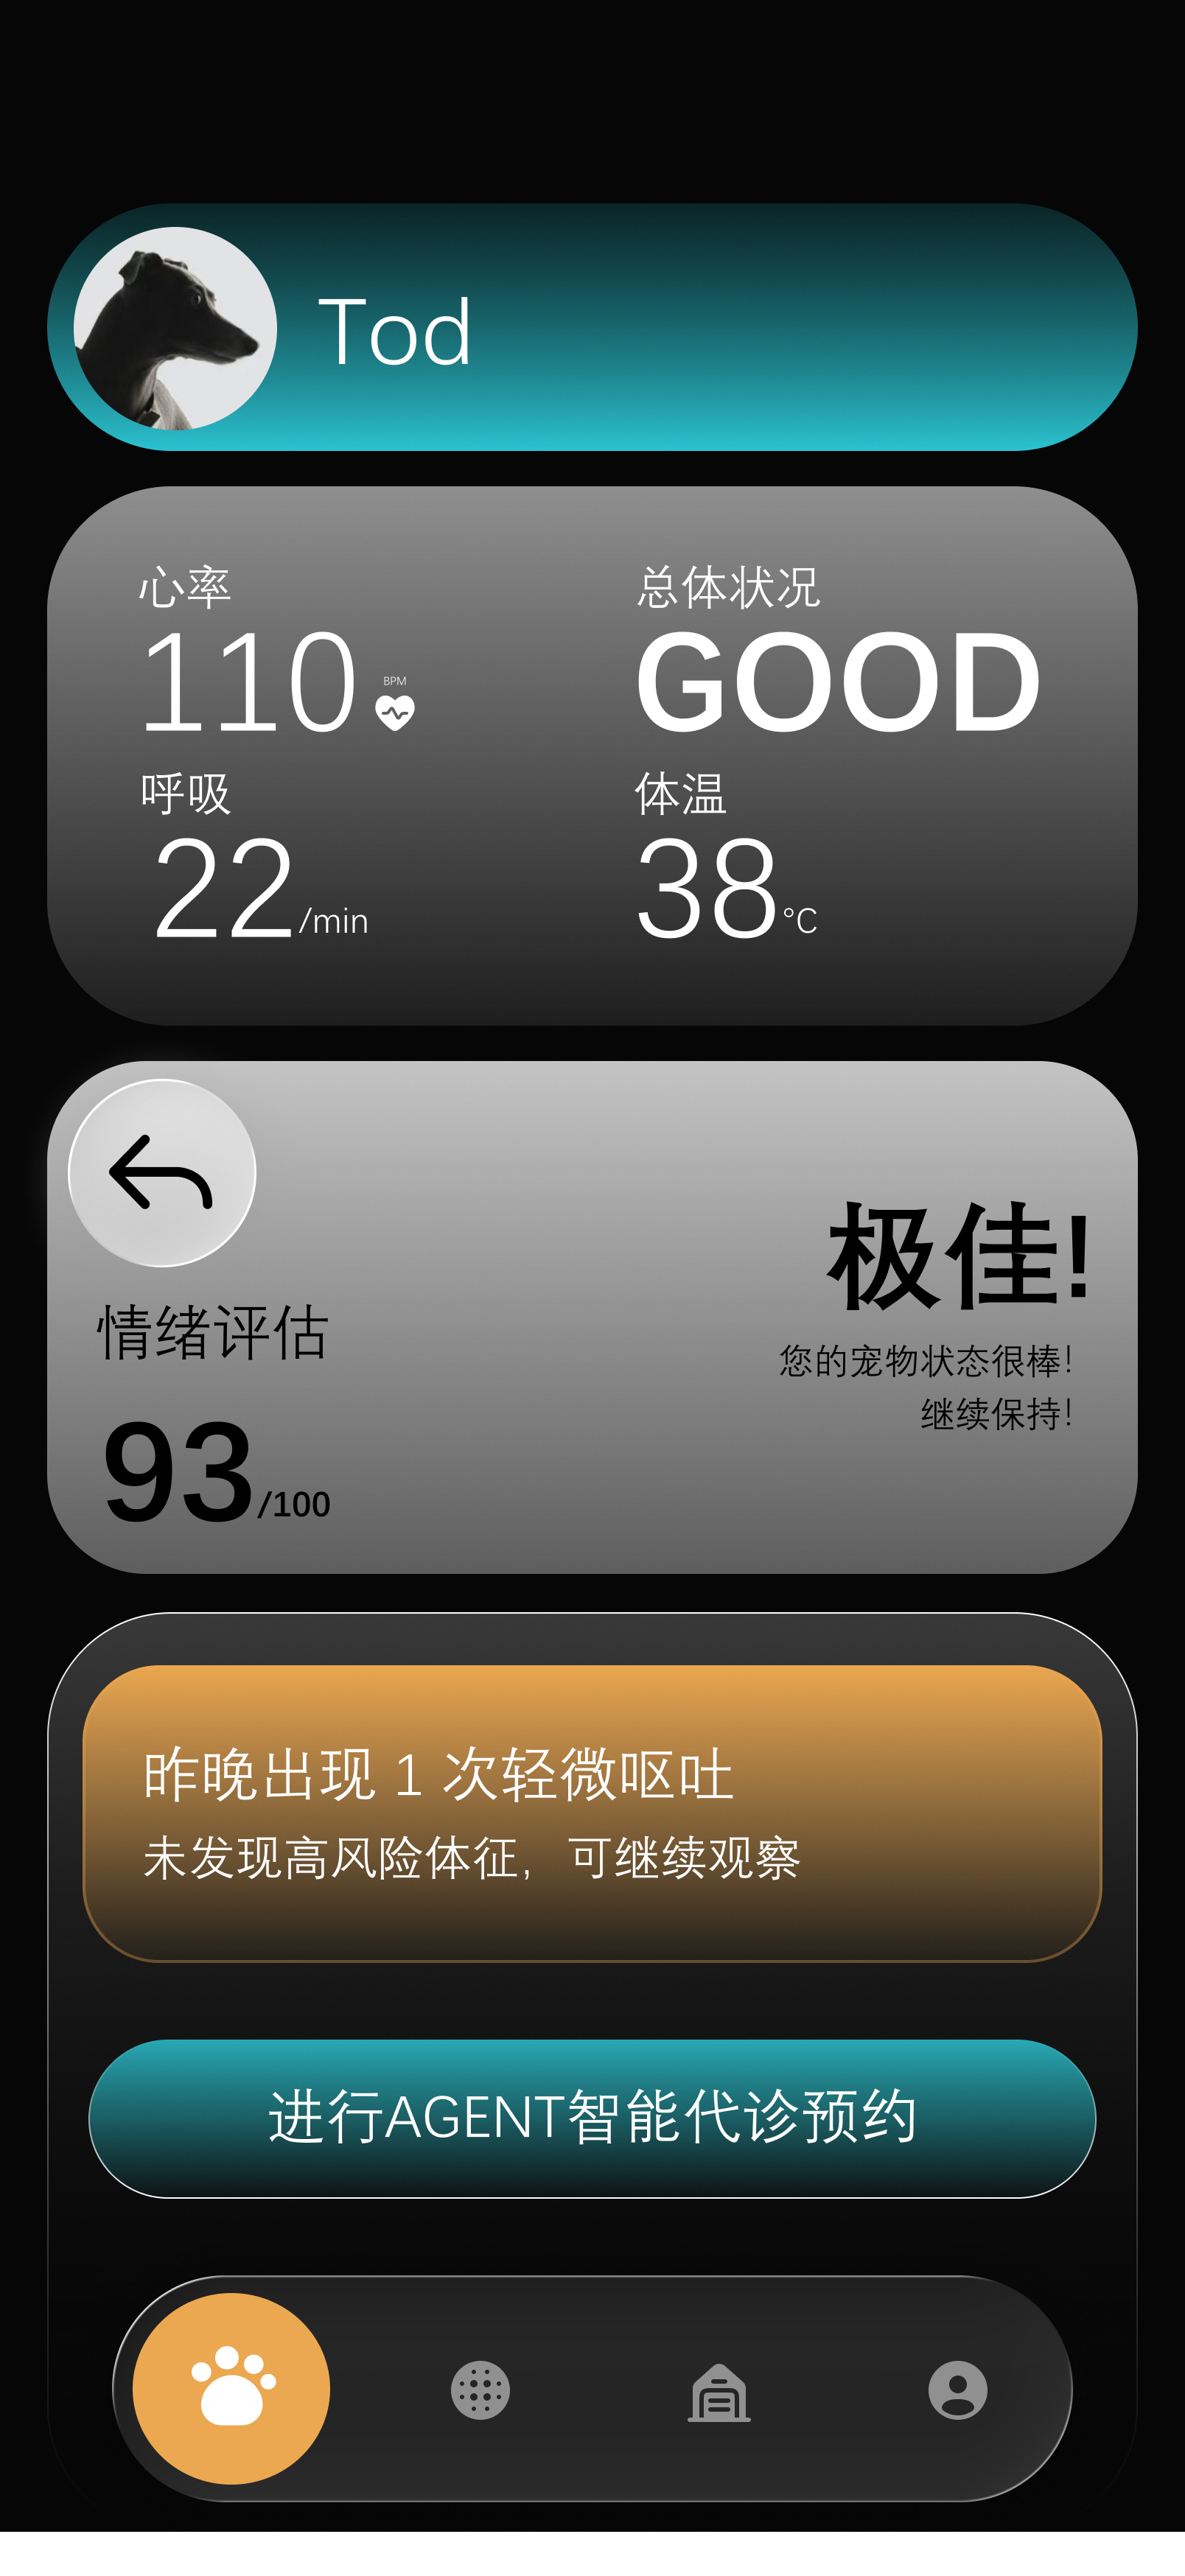 Tod
心率
总体状况
110 BPM
GOOD
呼吸
体温
22/min
38°C
极佳!
情绪评估
您的宠物状态很棒!
继续保持!
93/100
昨晚出现 1 次轻微呕吐
未发现高风险体征，可继续观察
进行AGENT智能代诊预约